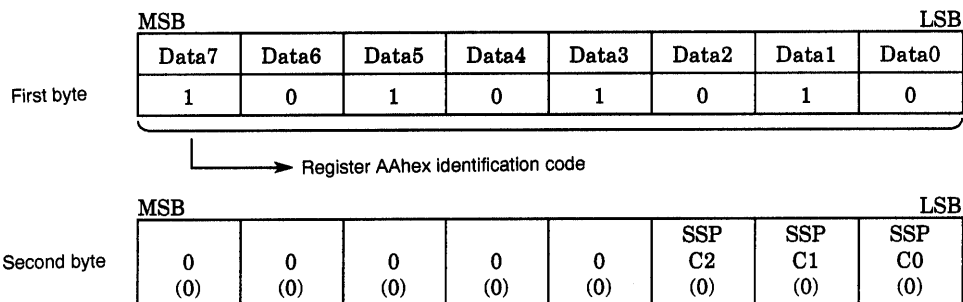 MSB LSB
Data7 Data6 Data5 Data4 Data3 Data2 Data1 Data0
First byte 1 0 1 0 1 0 1 0
Register AAhex identification code
MSB LSB
SSP SSP SSP
Second byte 0 0 0 0 0 C2 C1 C0
(0) (0) (0) (0) (0) (0) (0) (0)